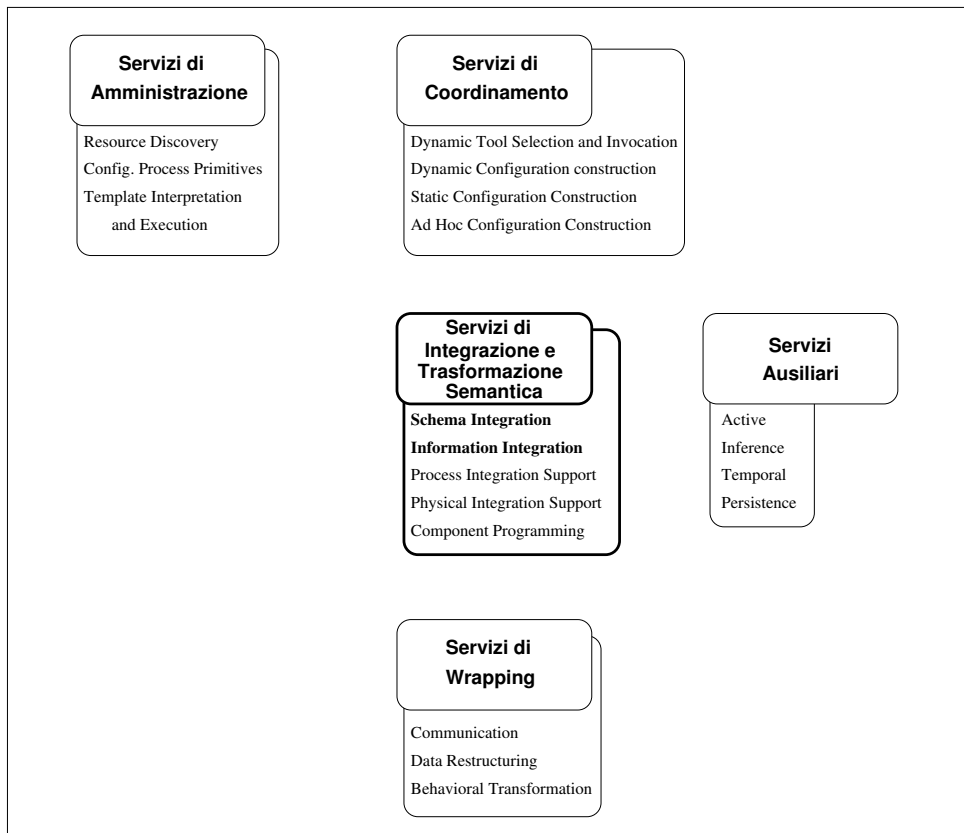 Servizi di
Amministrazione
Resource Discovery
Config. Process Primitives
Template Interpretation
and Execution
Servizi di
Coordinamento
Dynamic Tool Selection and Invocation
Dynamic Configuration construction
Static Configuration Construction
Ad Hoc Configuration Construction
Servizi di
Integrazione e
Trasformazione
Semantica
Schema Integration
Information Integration
Process Integration Support
Physical Integration Support
Component Programming
Servizi
Ausiliari
Active
Inference
Temporal
Persistence
Servizi di
Wrapping
Communication
Data Restructuring
Behavioral Transformation